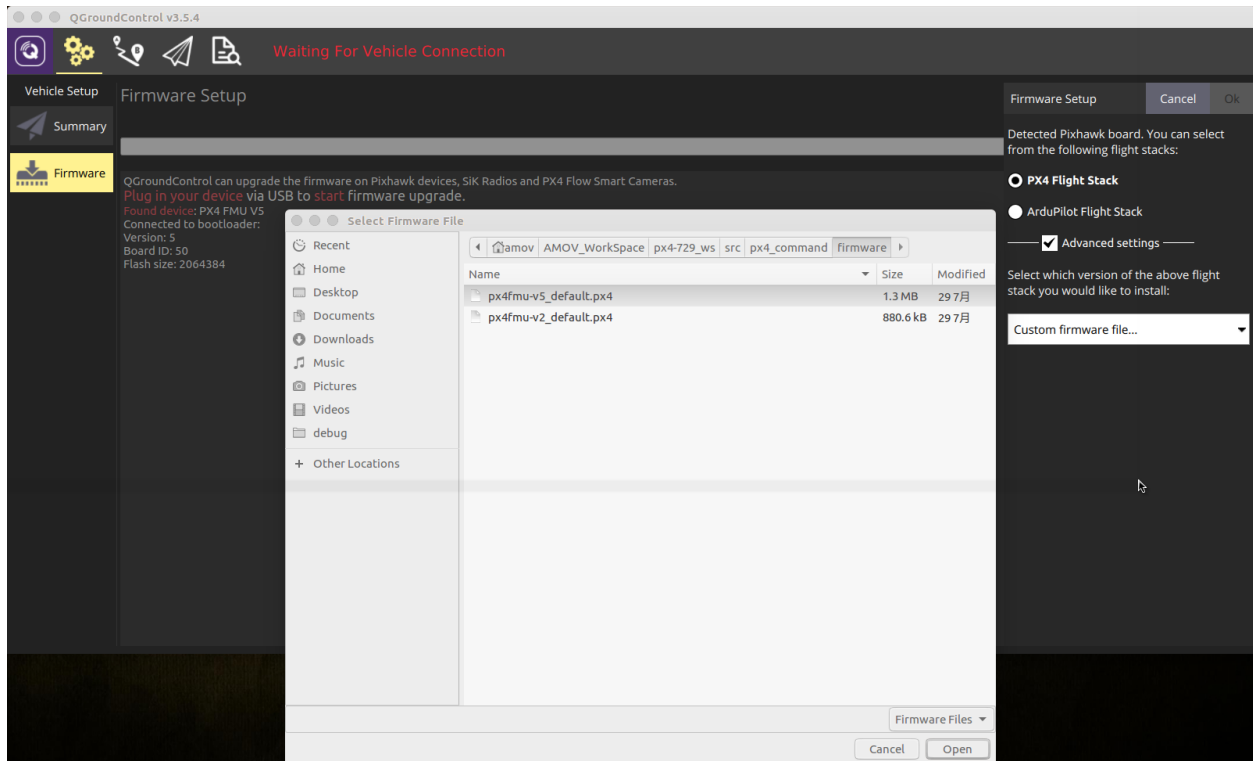 QGroundControl v3.5.4
Waiting For Vehicle Connection
Vehicle Setup
Summary
Firmware
Firmware Setup
QGroundControl can upgrade the firmware on Pixhawk devices, SiK Radios and PX4 Flow Smart Cameras.
Plug in your device via USB to start firmware upgrade.
Found device: PX4 FMU V5
Connected to bootloader:
Version: 5
Board ID: 50
Flash size: 2064384
Select Firmware File
Recent
Home
Desktop
Documents
Downloads
Music
Pictures
Videos
debug
+ Other Locations
amov AMOV_WorkSpace px4-729_ws src px4_command firmware
Name Size Modified
px4fmu-v5_default.px4 1.3 MB 29 7月
px4fmu-v2_default.px4 880.6 kB 29 7月
Firmware Files
Cancel Open
Firmware Setup Cancel Ok
Detected Pixhawk board. You can select
from the following flight stacks:
PX4 Flight Stack
ArduPilot Flight Stack
Advanced settings
Select which version of the above flight
stack you would like to install:
Custom firmware file...